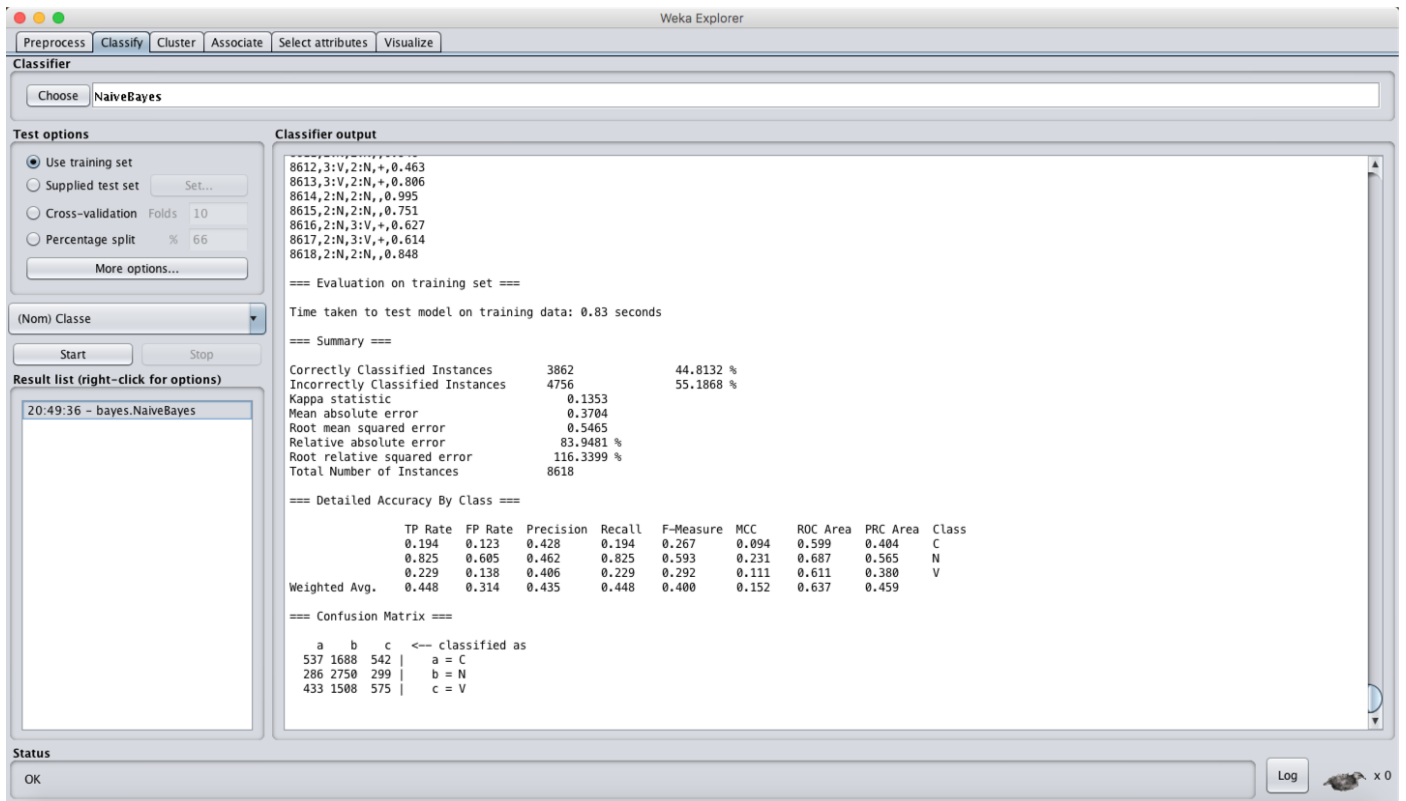 Weka Explorer
Preprocess Classify Cluster Associate Select attributes Visualize
Classifier
Choose NaiveBayes
Test options
Use training set
Supplied test set Set...
Cross-validation Folds 10
Percentage split % 66
More options...
(Nom) Classe
Start Stop
Result list (right-click for options)
20:49:36 - bayes.NaiveBayes
Classifier output
8612,3:V,2:N,+,0.463
8613,3:V,2:N,+,0.806
8614,2:N,2:N,,0.995
8615,2:N,2:N,,0.751
8616,2:N,3:V,+,0.627
8617,2:N,3:V,+,0.614
8618,2:N,2:N,,0.848
=== Evaluation on training set ===
Time taken to test model on training data: 0.83 seconds
=== Summary ===
Correctly Classified Instances 3862 44.8132 %
Incorrectly Classified Instances 4756 55.1868 %
Kappa statistic 0.1353
Mean absolute error 0.3704
Root mean squared error 0.5465
Relative absolute error 83.9481 %
Root relative squared error 116.3399 %
Total Number of Instances 8618
=== Detailed Accuracy By Class ===
TP Rate FP Rate Precision Recall F-Measure MCC ROC Area PRC Area Class
0.194 0.123 0.428 0.194 0.267 0.094 0.599 0.404 C
0.825 0.605 0.462 0.825 0.593 0.231 0.687 0.565 N
0.229 0.138 0.406 0.229 0.292 0.111 0.611 0.380 V
Weighted Avg. 0.448 0.314 0.435 0.448 0.400 0.152 0.637 0.459
=== Confusion Matrix ===
a b c <-- classified as
537 1688 542 | a = C
286 2750 299 | b = N
433 1508 575 | c = V
Status
OK
Log x 0